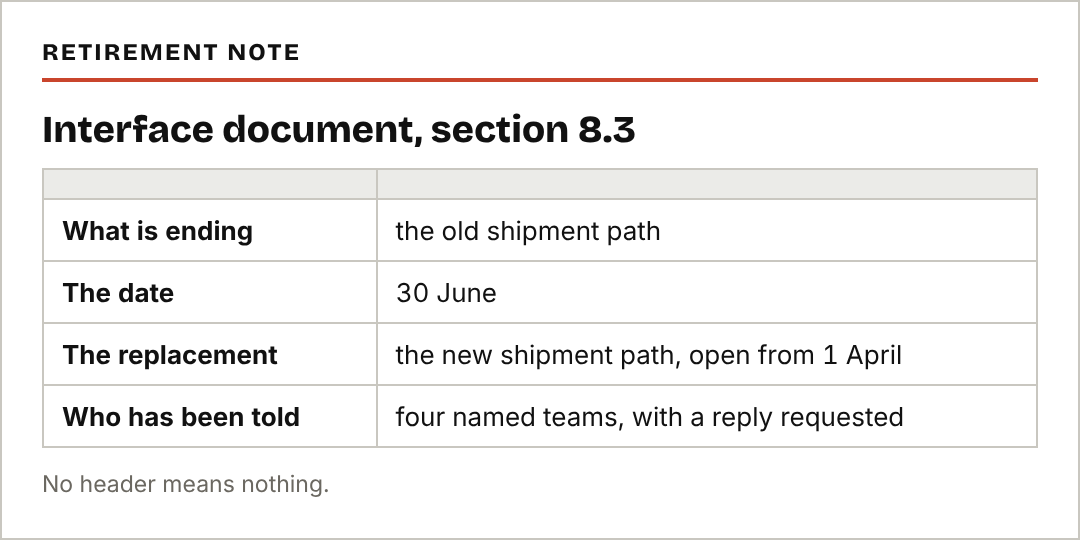 RETIREMENT NOTE
Interface document, section 8.3
What is ending the old shipment path
The date 30 June
The replacement the new shipment path, open from 1 April
Who has been told four named teams, with a reply requested
No header means nothing.